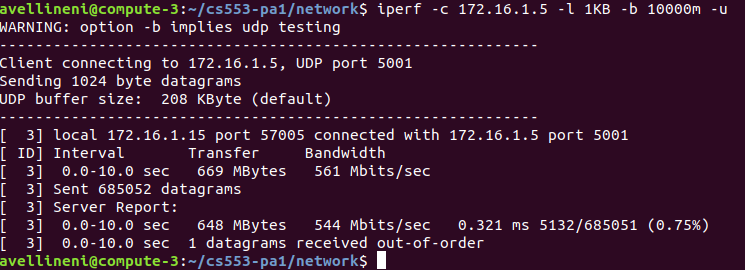 avellineni@compute-3:~/cs553-pa1/network$ iperf -c 172.16.1.5 -l 1KB -b 10000m -u
WARNING: option -b implies udp testing
------------------------------------------------------------
Client connecting to 172.16.1.5, UDP port 5001
Sending 1024 byte datagrams
UDP buffer size:  208 KByte (default)
------------------------------------------------------------
[  3] local 172.16.1.15 port 57005 connected with 172.16.1.5 port 5001
[ ID] Interval       Transfer     Bandwidth
[  3]  0.0-10.0 sec   669 MBytes   561 Mbits/sec
[  3] Sent 685052 datagrams
[  3] Server Report:
[  3]  0.0-10.0 sec   648 MBytes   544 Mbits/sec   0.321 ms 5132/685051 (0.75%)
[  3]  0.0-10.0 sec  1 datagrams received out-of-order
avellineni@compute-3:~/cs553-pa1/network$